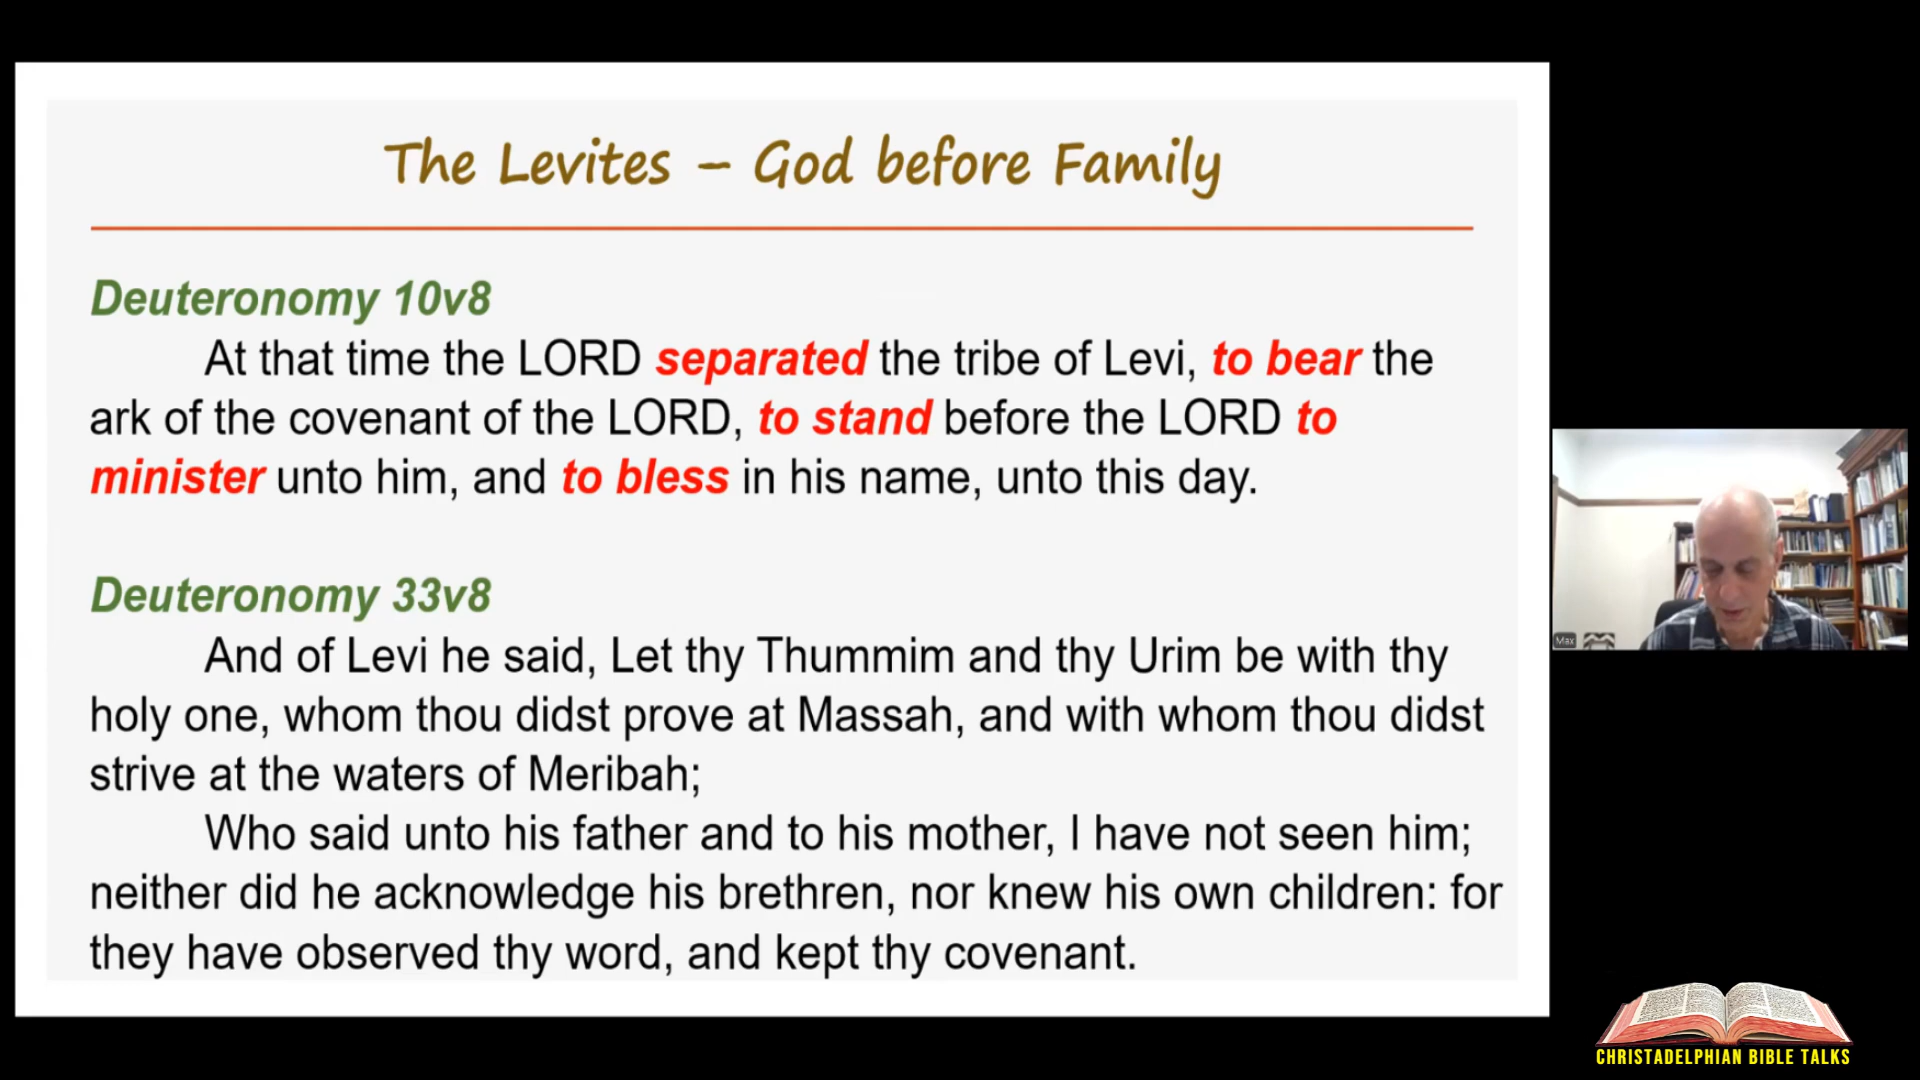 The Levites – God before Family
Deuteronomy 10v8
At that time the LORD separated the tribe of Levi, to bear the
ark of the covenant of the LORD, to stand before the LORD to
minister unto him, and to bless in his name, unto this day.
Deuteronomy 33v8
And of Levi he said, Let thy Thummim and thy Urim be with thy
holy one, whom thou didst prove at Massah, and with whom thou didst
strive at the waters of Meribah;
Who said unto his father and to his mother, I have not seen him;
neither did he acknowledge his brethren, nor knew his own children: for
they have observed thy word, and kept thy covenant.
Max
CHRISTADELPHIAN BIBLE TALKS